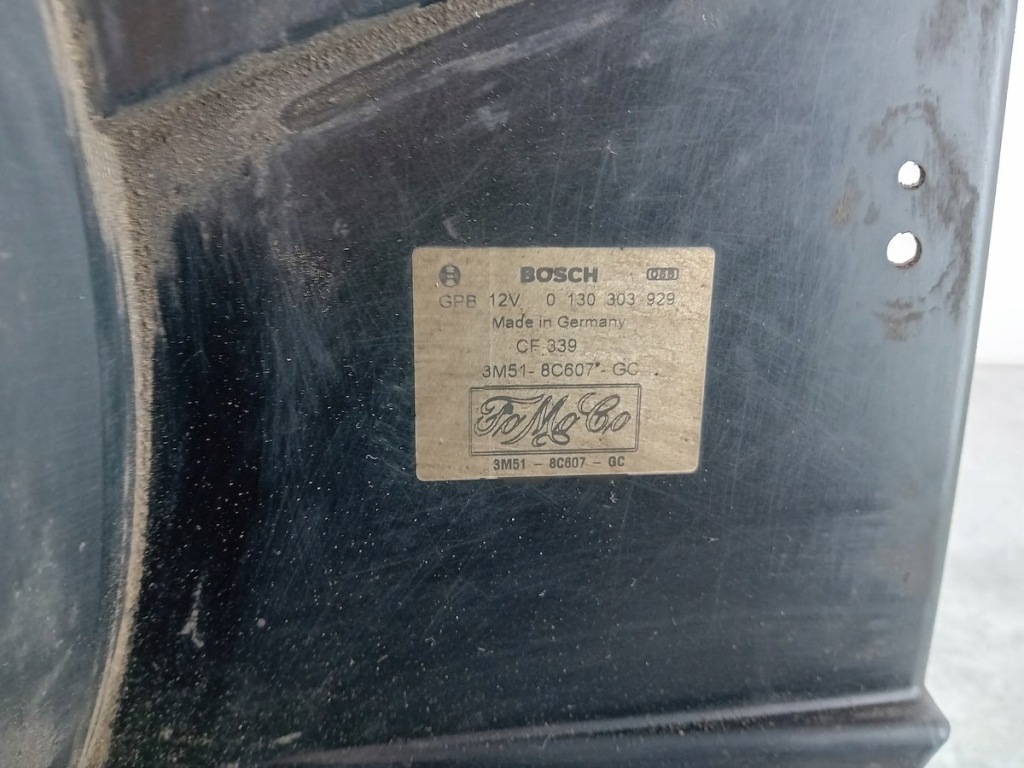 BOSCH
GPB 12V 0 130 303 929
Made in Germany
CF 339
3M51-8C607-GC
FoMoCo
3M51 - 8C607 - GC